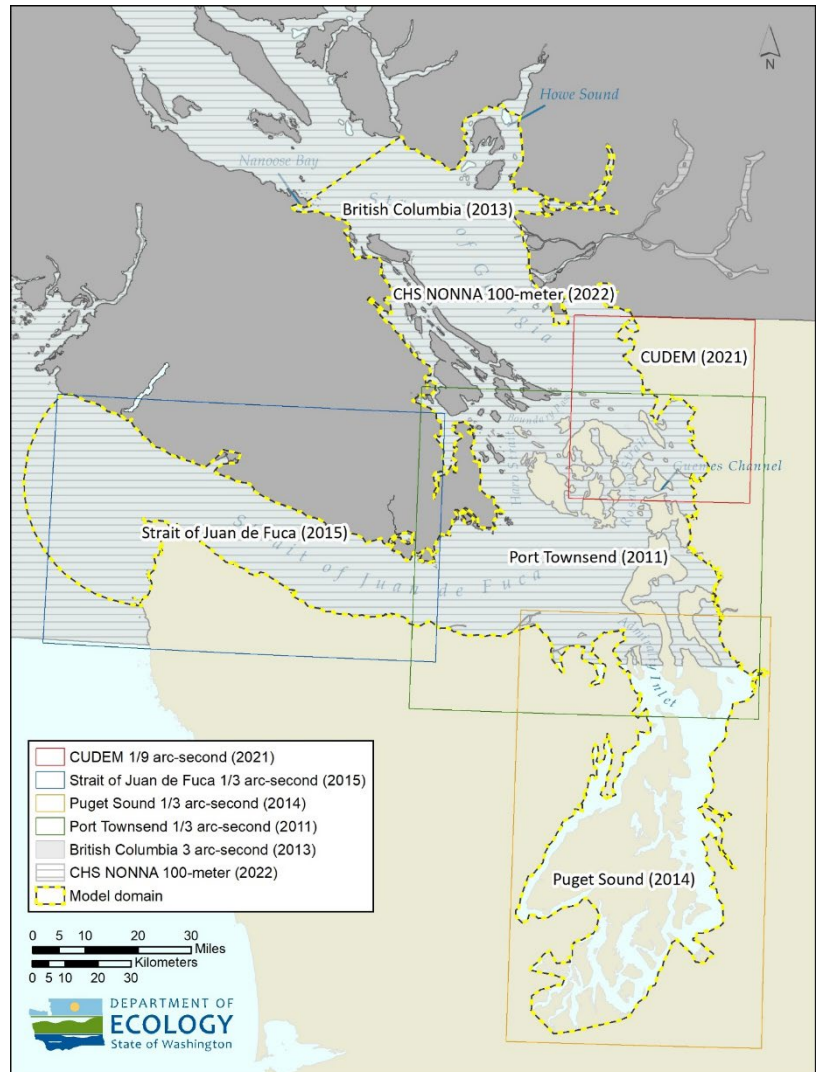 N
Howe Sound
Nanoose Bay
British Columbia (2013)
Strait of Georgia
CHS NONNA 100-meter (2022)
CUDEM (2021)
Haro Strait
Rosario Strait
Guemes Channel
Strait of Juan de Fuca (2015)
Strait of Juan de Fuca
Port Townsend (2011)
Admiralty Inlet
Puget Sound (2014)
CUDEM 1/9 arc-second (2021)
Strait of Juan de Fuca 1/3 arc-second (2015)
Puget Sound 1/3 arc-second (2014)
Port Townsend 1/3 arc-second (2011)
British Columbia 3 arc-second (2013)
CHS NONNA 100-meter (2022)
Model domain
0 5 10 20 30
Miles
Kilometers
0 5 10 20 30
DEPARTMENT OF
ECOLOGY
State of Washington